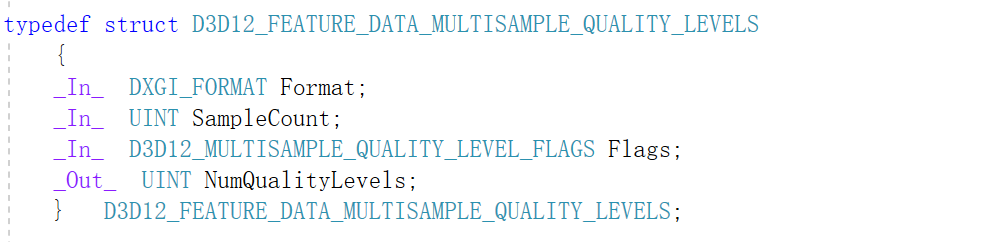 typedef struct D3D12_FEATURE_DATA_MULTISAMPLE_QUALITY_LEVELS
{
_In_ DXGI_FORMAT Format;
_In_ UINT SampleCount;
_In_ D3D12_MULTISAMPLE_QUALITY_LEVEL_FLAGS Flags;
_Out_ UINT NumQualityLevels;
} D3D12_FEATURE_DATA_MULTISAMPLE_QUALITY_LEVELS;